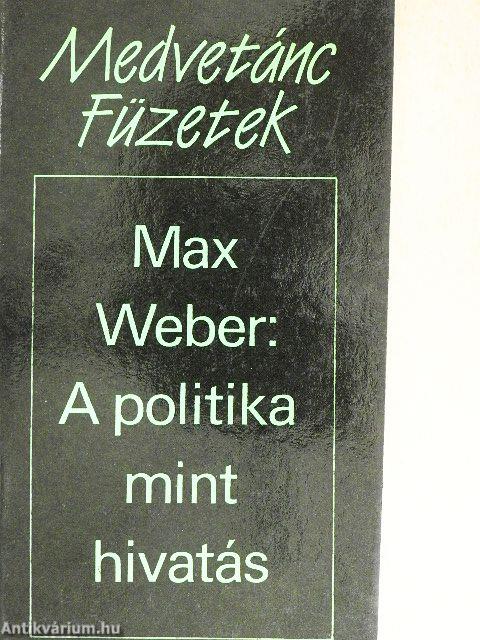 Medvetánc
Füzetek
Max
Weber:
A politika
mint
hivatás
Antikvárium.hu